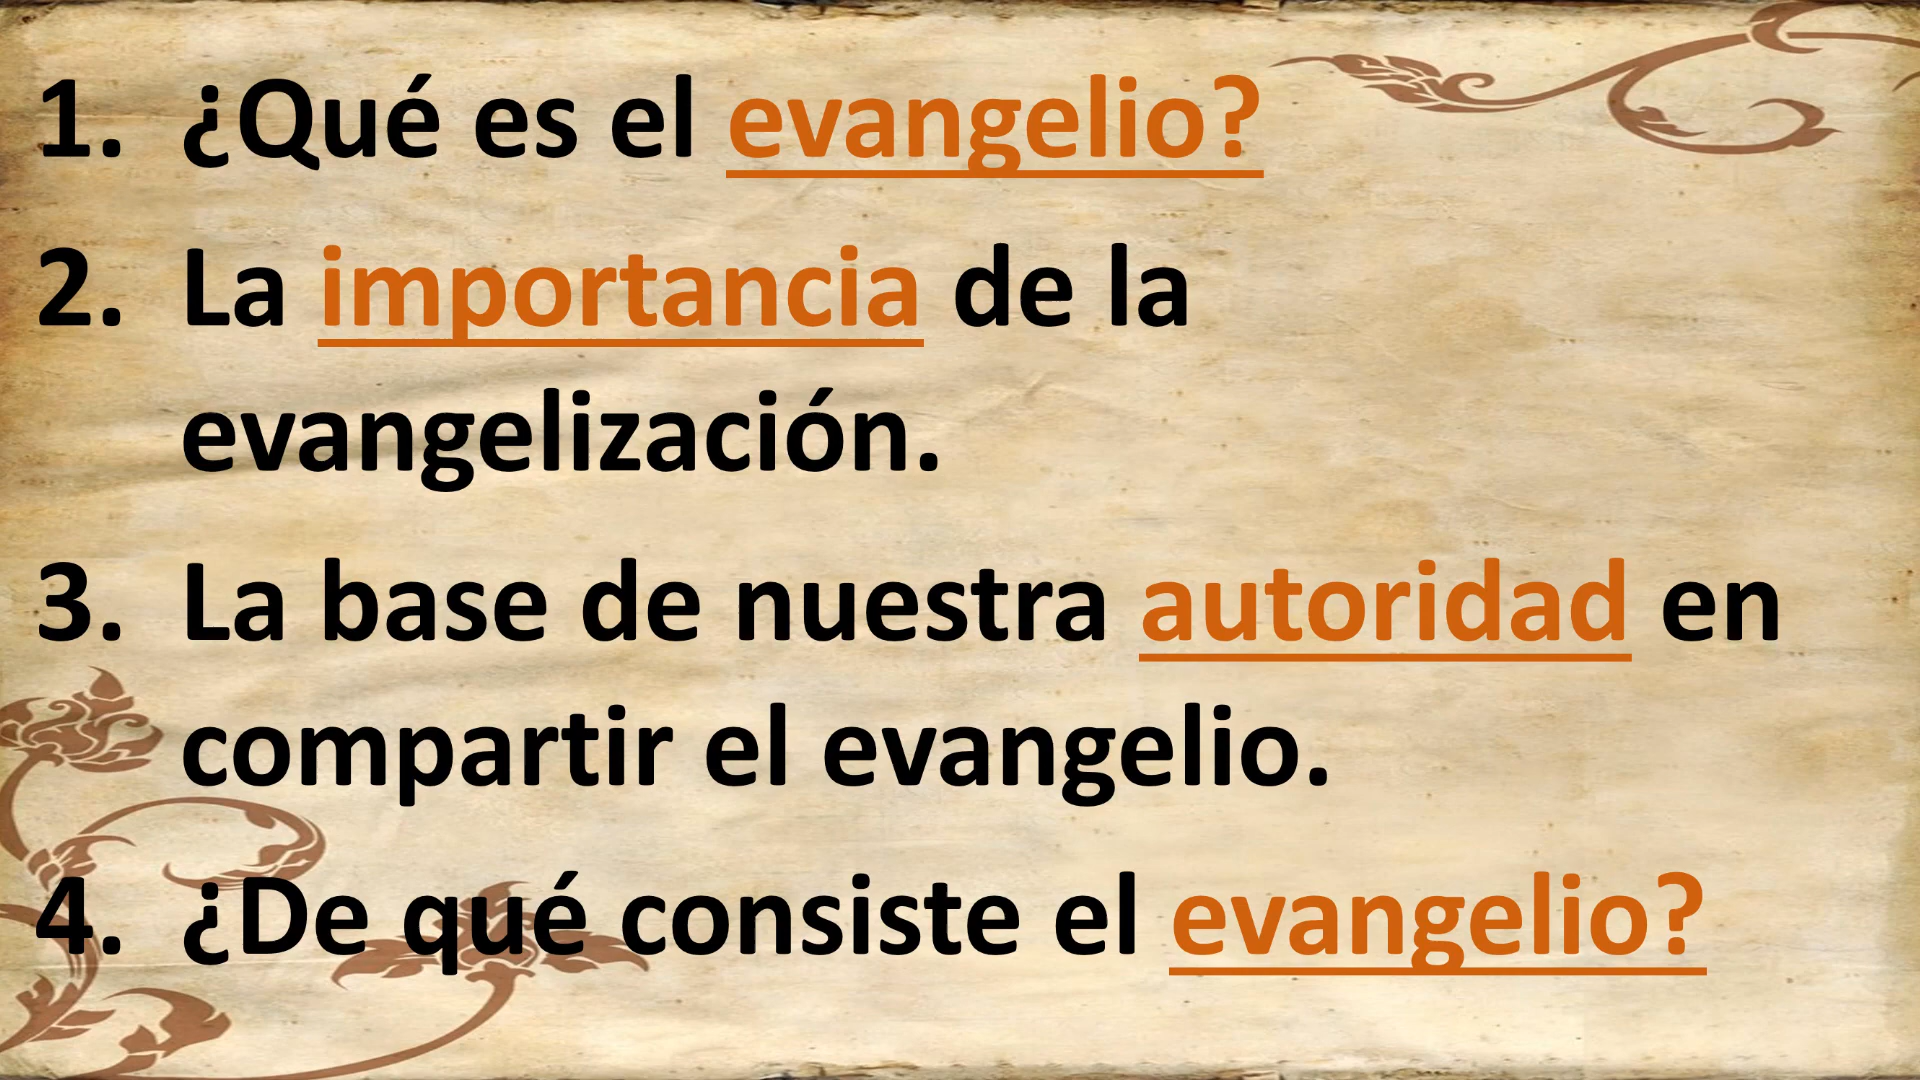 1. ¿Qué es el evangelio?
2. La importancia de la
evangelización.
3. La base de nuestra autoridad en
compartir el evangelio.
4. ¿De qué consiste el evangelio?